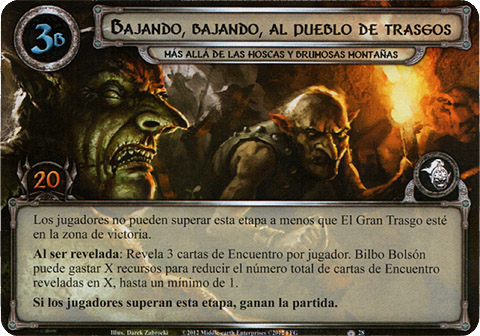 3B
Bajando, bajando, al pueblo de trasgos
Más allá de las hoscas y brumosas montañas
20
Los jugadores no pueden superar esta etapa a menos que El Gran Trasgo esté
en la zona de victoria.
Al ser revelada: Revela 3 cartas de Encuentro por jugador. Bilbo Bolsón
puede gastar X recursos para reducir el número total de cartas de Encuentro
reveladas en X, hasta un mínimo de 1.
Si los jugadores superan esta etapa, ganan la partida.
Illus. Darek Zabrocki ©2012 Middle-earth Enterprises ©2012 FFG 28